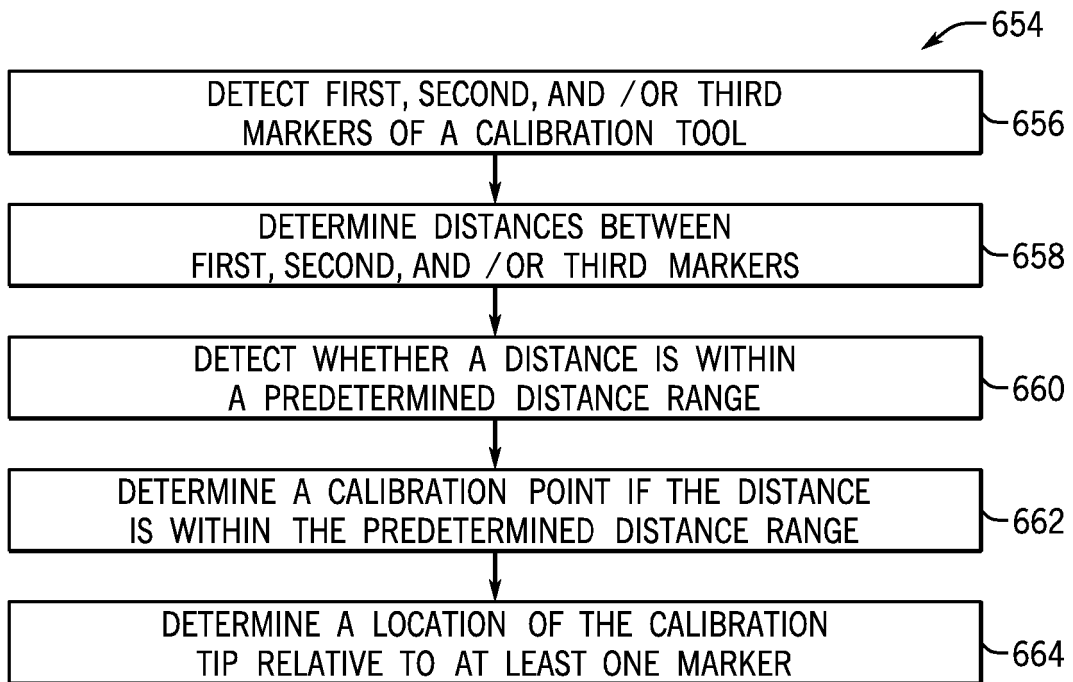 654
DETECT FIRST, SECOND, AND /OR THIRD
MARKERS OF A CALIBRATION TOOL
656
DETERMINE DISTANCES BETWEEN
FIRST, SECOND, AND /OR THIRD MARKERS
658
DETECT WHETHER A DISTANCE IS WITHIN
A PREDETERMINED DISTANCE RANGE
660
DETERMINE A CALIBRATION POINT IF THE DISTANCE
IS WITHIN THE PREDETERMINED DISTANCE RANGE
662
DETERMINE A LOCATION OF THE CALIBRATION
TIP RELATIVE TO AT LEAST ONE MARKER
664